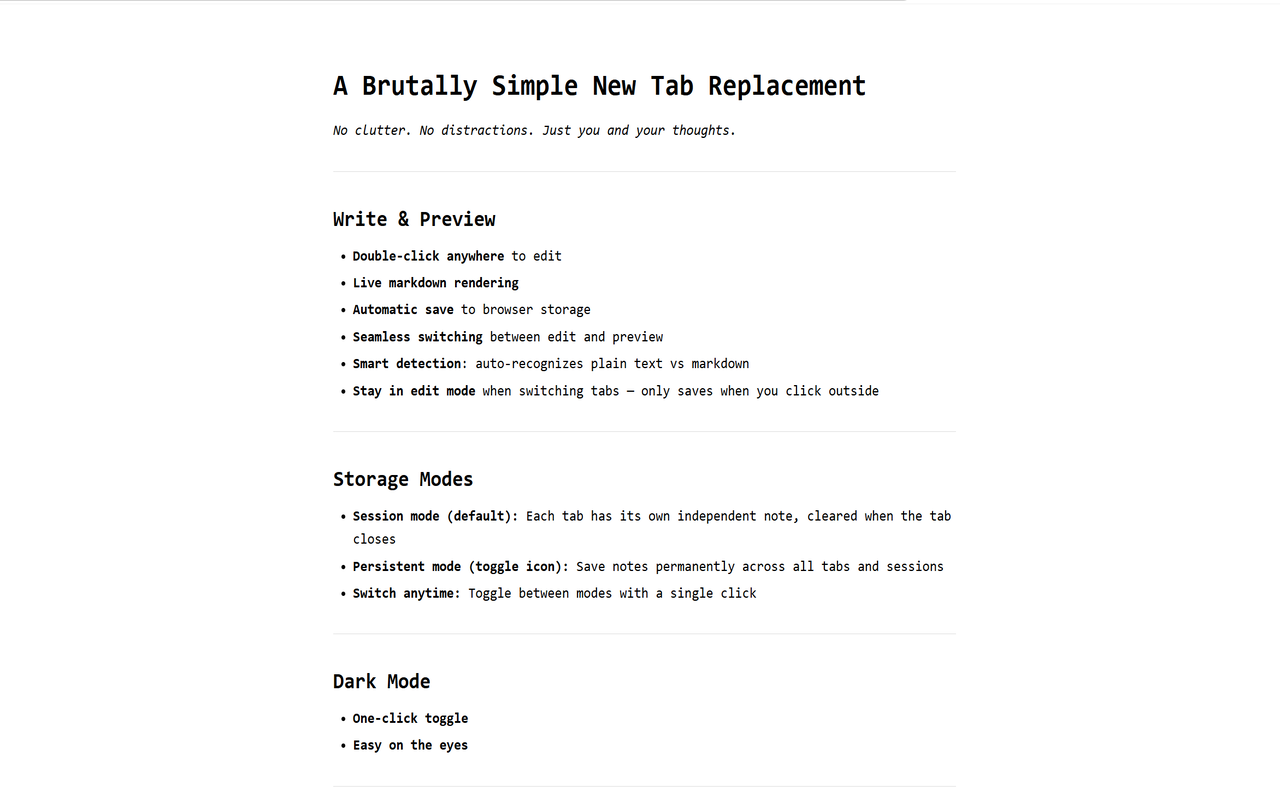 A Brutally Simple New Tab Replacement
No clutter. No distractions. Just you and your thoughts.
Write & Preview
• Double-click anywhere to edit
• Live markdown rendering
• Automatic save to browser storage
• Seamless switching between edit and preview
• Smart detection: auto-recognizes plain text vs markdown
• Stay in edit mode when switching tabs — only saves when you click outside
Storage Modes
• Session mode (default): Each tab has its own independent note, cleared when the tab
closes
• Persistent mode (toggle icon): Save notes permanently across all tabs and sessions
• Switch anytime: Toggle between modes with a single click
Dark Mode
• One-click toggle
• Easy on the eyes